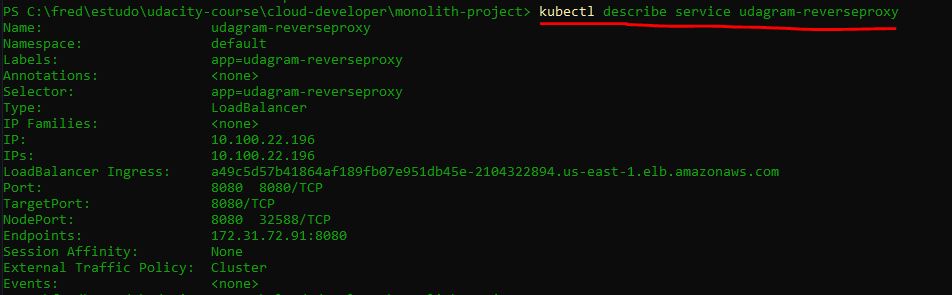 PS C:\fred\estudo\udacity-course\cloud-developer\monolith-project> kubectl describe service udagram-reverseproxy
Name: udagram-reverseproxy
Namespace: default
Labels: app=udagram-reverseproxy
Annotations: <none>
Selector: app=udagram-reverseproxy
Type: LoadBalancer
IP Families: <none>
IP: 10.100.22.196
IPs: 10.100.22.196
LoadBalancer Ingress: a49c5d57b41864af189fb07e951db45e-2104322894.us-east-1.elb.amazonaws.com
Port: 8080 8080/TCP
TargetPort: 8080/TCP
NodePort: 8080 32588/TCP
Endpoints: 172.31.72.91:8080
Session Affinity: None
External Traffic Policy: Cluster
Events: <none>